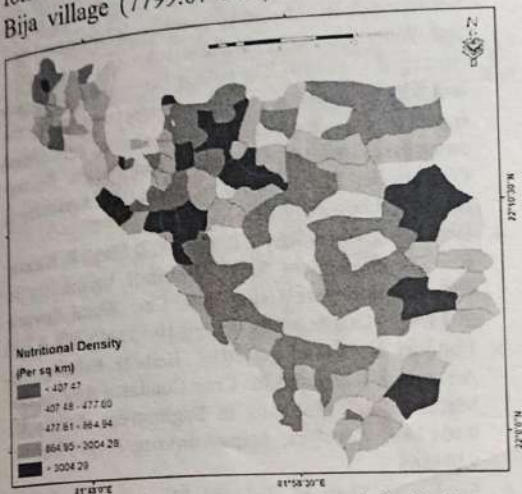 Bija village
N
22°10'30"N
Nutritional Density
(Per sq km)
< 407.47
407.48 - 477.60
477.61 - 864.94
864.95 - 3004.28
> 3004.29
81°58'30"E